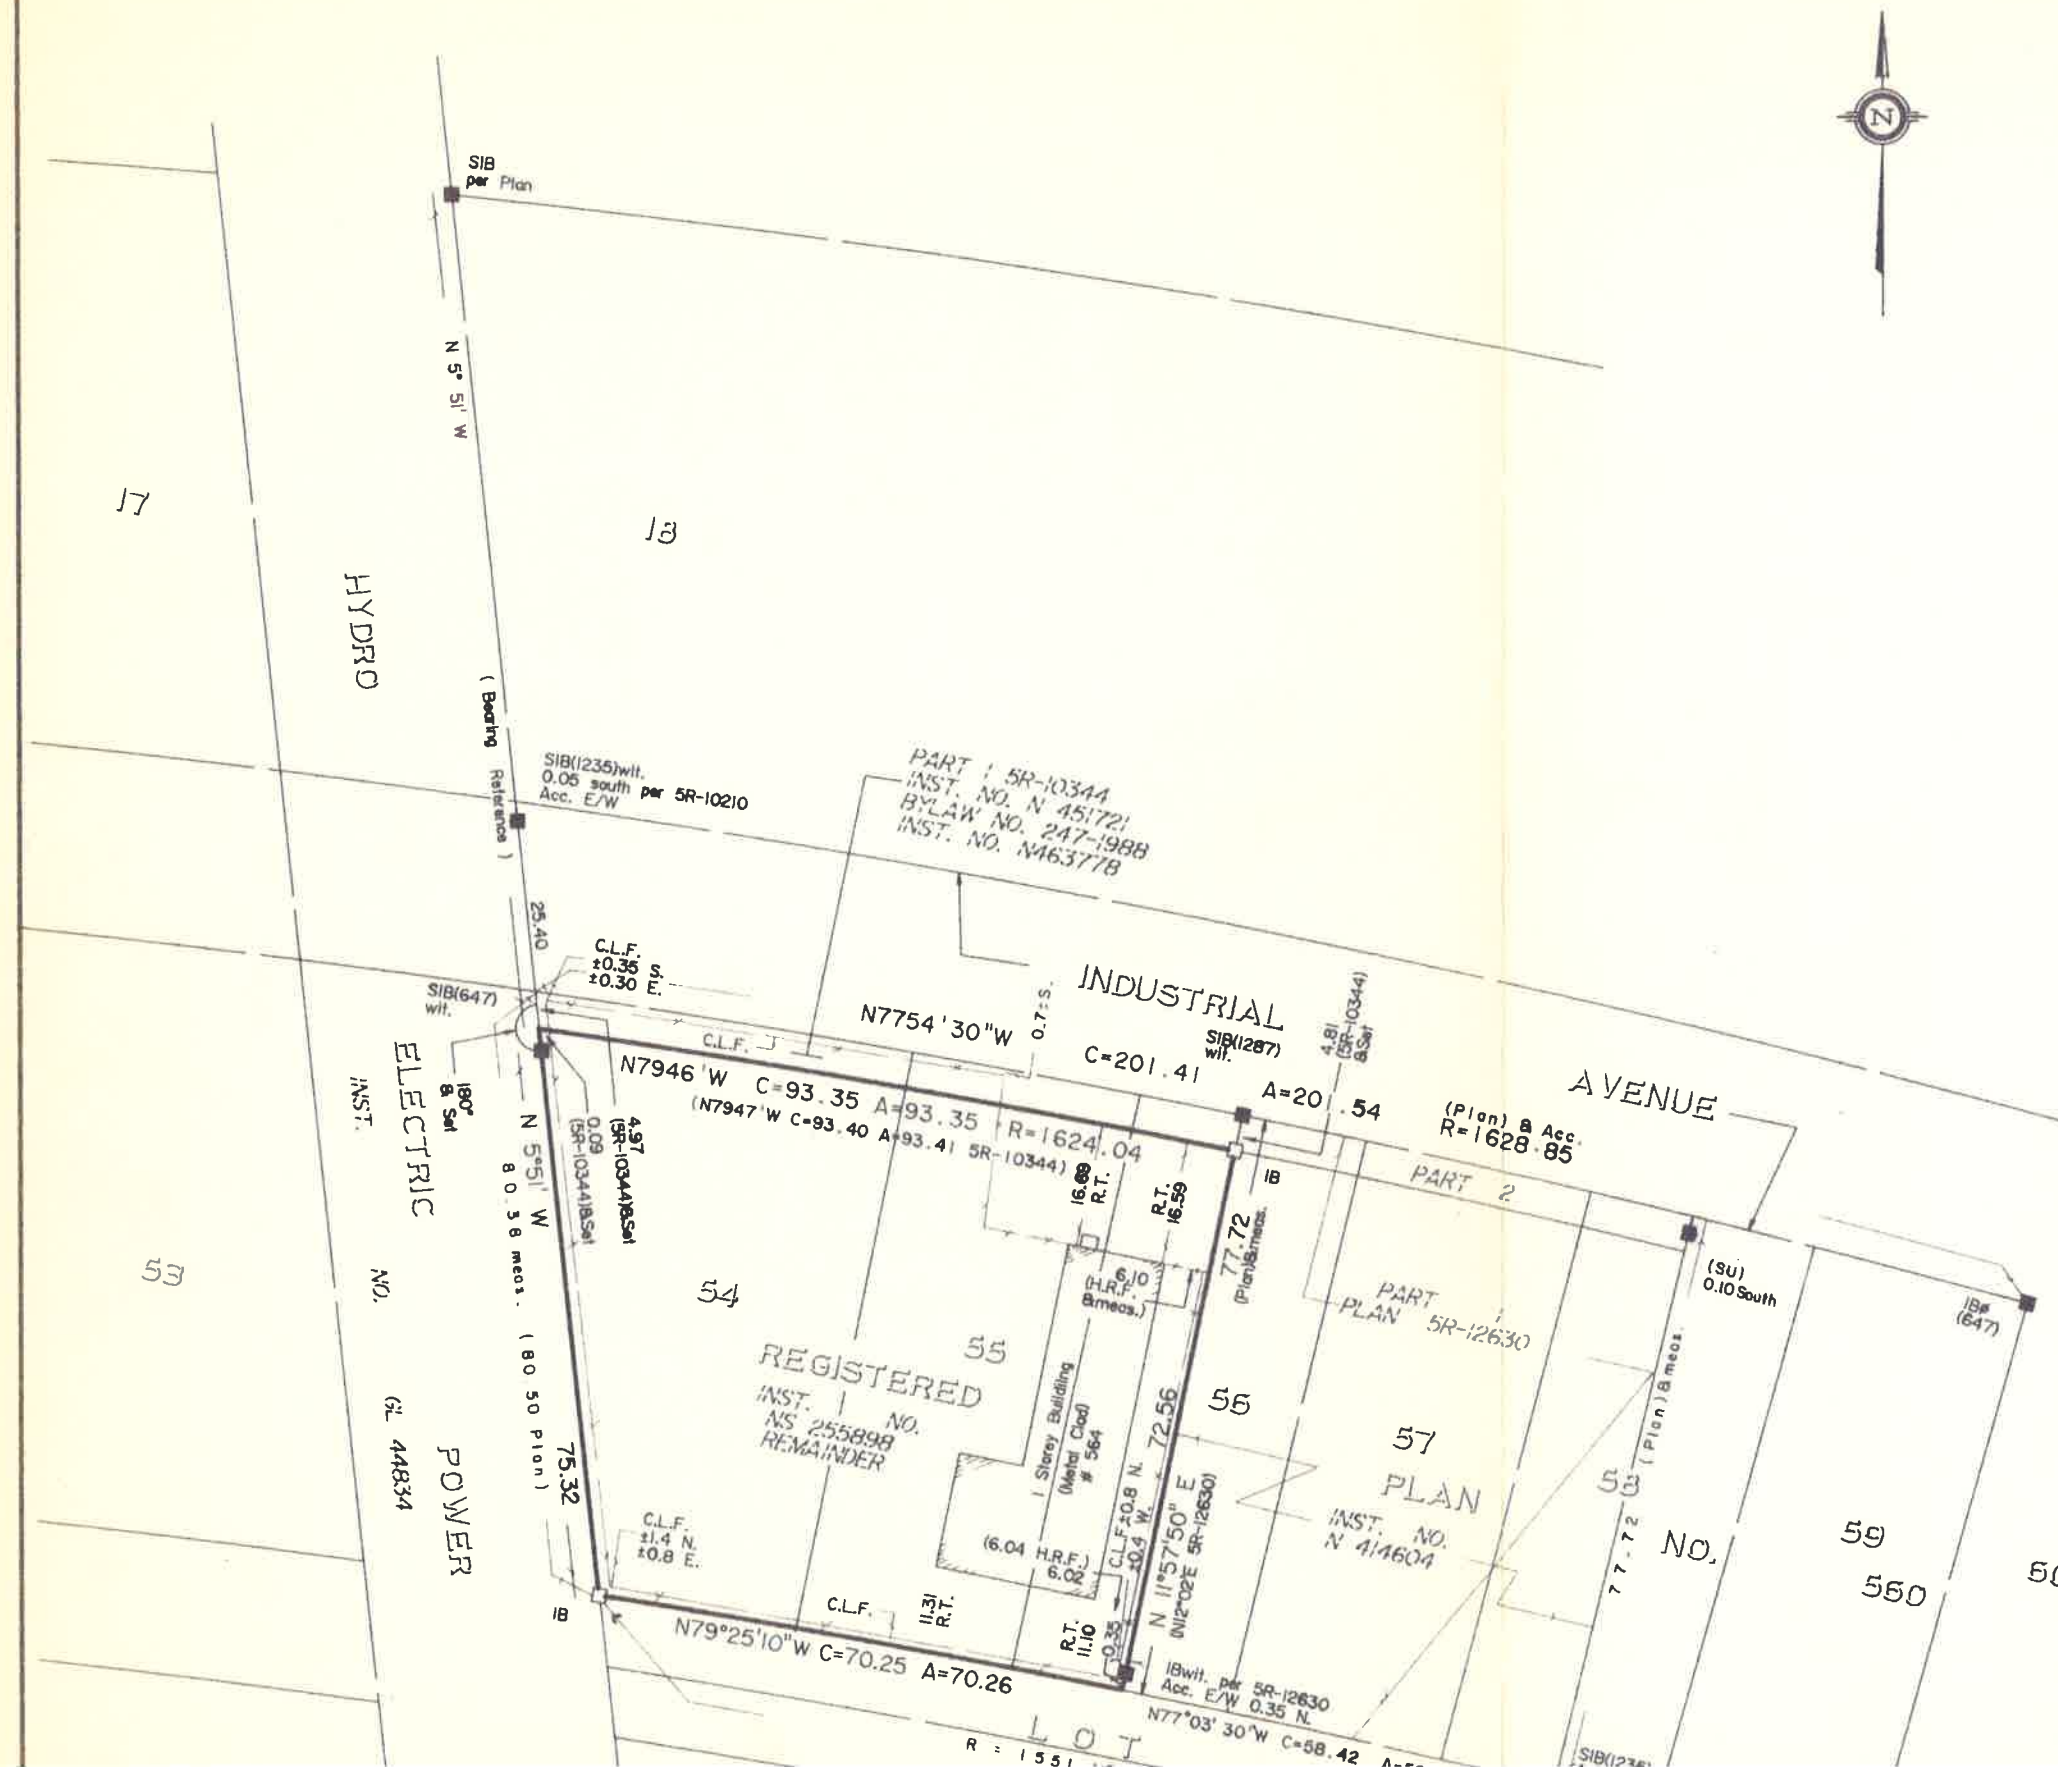 N
SIB
per Plan
N 5° 51' W
17
18
HYDRO
( Bearing Reference )
SIB(1235)wit.
0.05 south per 5R-10210
Acc. E/W
PART 1 5R-10344
INST. NO. N 451721
BYLAW NO. 247-1988
INST. NO. N463778
25.40
C.L.F.
±0.35 S.
±0.30 E.
SIB(647)
wit.
INDUSTRIAL
AVENUE
N7754'30"W
C=201.41
A=201.54
(Plan) & Acc.
R=1628.85
SIB(1287)
wit.
4.81
(5R-10344)
&Set
C.L.F.
N7946'W C=93.35 A=93.35 R=1624.04
(N7947'W C=93.40 A=93.41 5R-10344)
180°
& Set
ELECTRIC
INST.
NO.
GL 44834
POWER
N 5°51' W
80.38 meas. (80 50 Plan)
75.32
0.09
(5R-10344)&Set
4.97
(5R-10344)&Set
16.69
R.T.
R.T.
16.59
IB
77.72
(Plan)&meas.
PART 2
(SU)
0.10 South
IBø
(647)
53
54
55
56
57
58
59
REGISTERED
PLAN
NO.
550
INST. NO.
NS 255898
REMAINDER
6.10
(H.R.F.
&meas.)
1 Storey Building
(Metal Clad)
# 564
PART 1
PLAN 5R-12630
INST. NO.
N 414604
77.72 (Plan)&meas.
72.56
C.L.F.±0.8 N.
±0.4 W.
N 11°57'50" E
(N12°02'E 5R-12630)
(6.04 H.R.F.)
6.02
C.L.F.
±1.4 N.
±0.8 E.
IB
C.L.F.
11.31
R.T.
R.T.
11.10
0.35
N79°25'10"W C=70.25 A=70.26
IBwit. per 5R-12630
Acc. E/W 0.35 N.
N77°03'30"W C=58.42
LOT
R = 1551